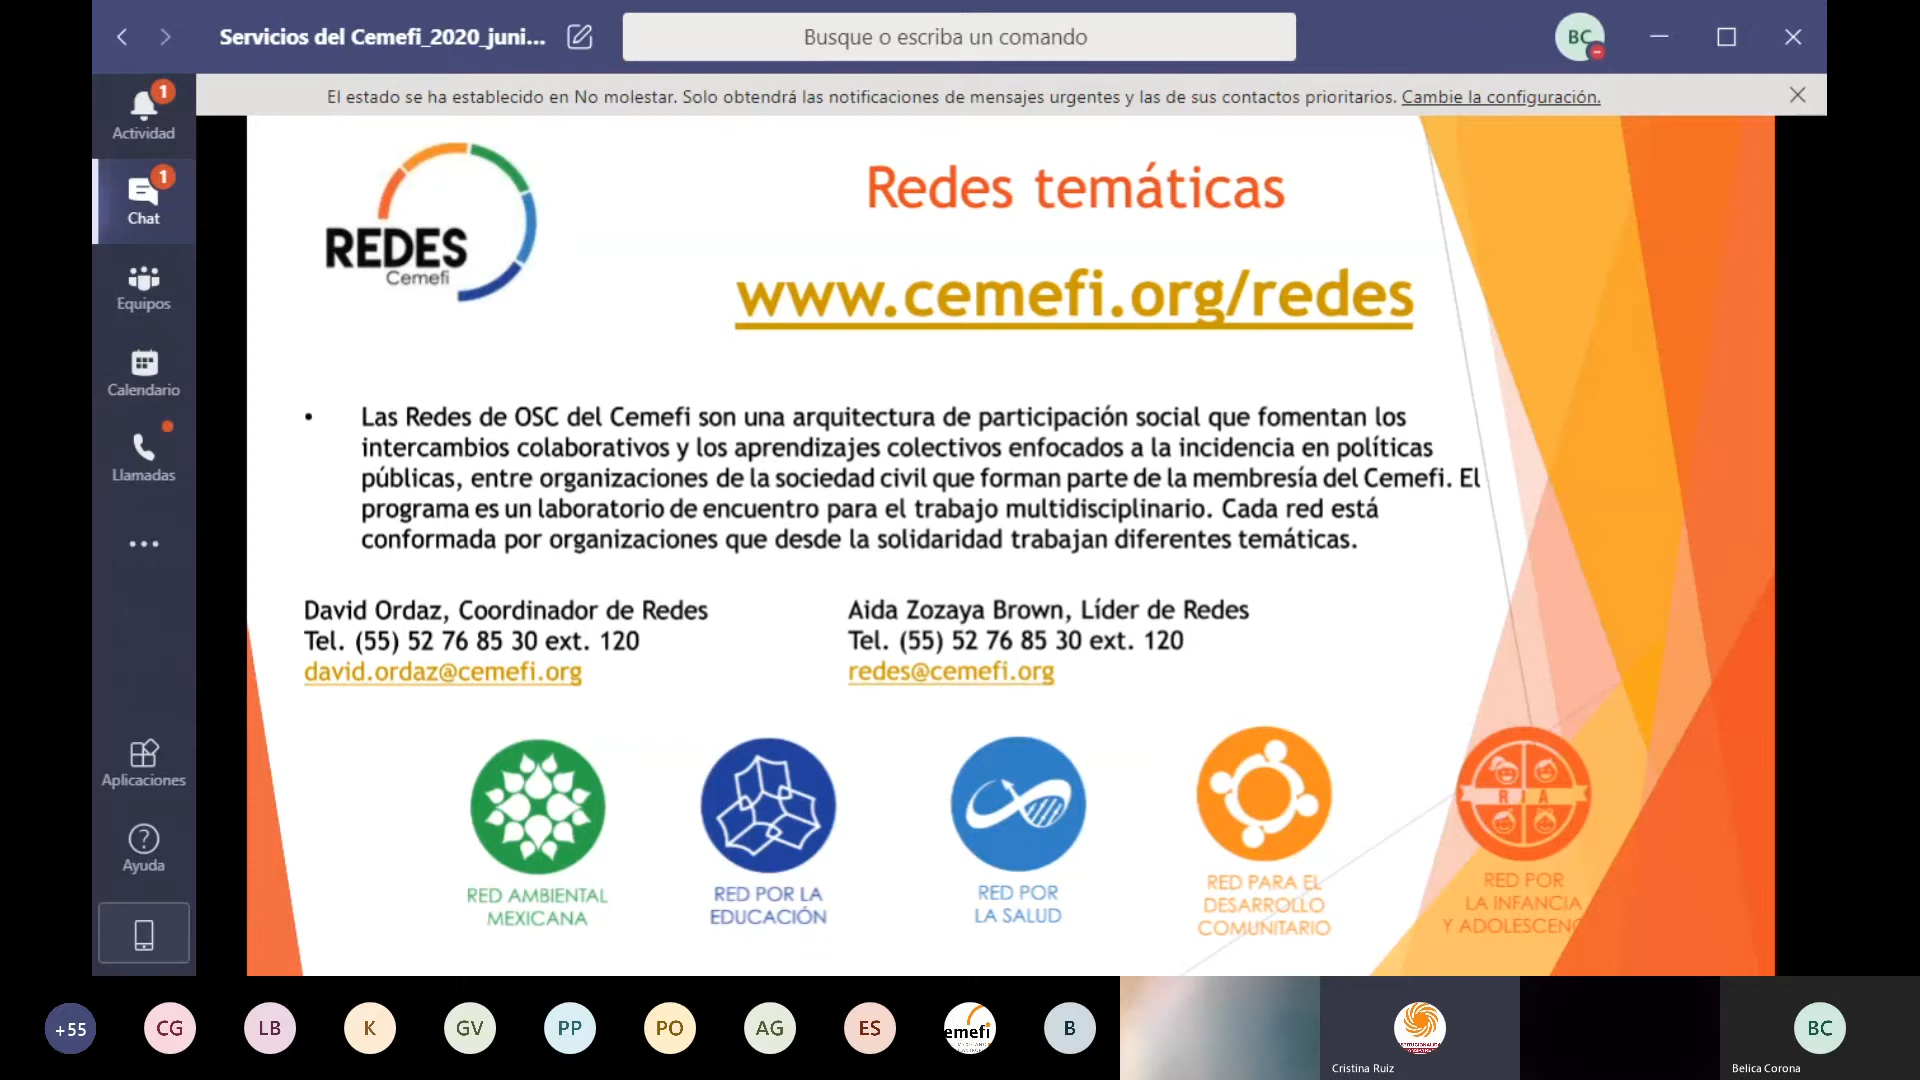 Servicios del Cemefi_2020_juni...
Busque o escriba un comando
BC
El estado se ha establecido en No molestar. Solo obtendrá las notificaciones de mensajes urgentes y las de sus contactos prioritarios. Cambie la configuración.
1
Actividad
1
Chat
Equipos
Calendario
Llamadas
Aplicaciones
Ayuda
REDES
Cemefi
Redes temáticas
www.cemefi.org/redes
• Las Redes de OSC del Cemefi son una arquitectura de participación social que fomentan los
intercambios colaborativos y los aprendizajes colectivos enfocados a la incidencia en políticas
públicas, entre organizaciones de la sociedad civil que forman parte de la membresía del Cemefi. El
programa es un laboratorio de encuentro para el trabajo multidisciplinario. Cada red está
conformada por organizaciones que desde la solidaridad trabajan diferentes temáticas.
David Ordaz, Coordinador de Redes
Tel. (55) 52 76 85 30 ext. 120
david.ordaz@cemefi.org
Aida Zozaya Brown, Líder de Redes
Tel. (55) 52 76 85 30 ext. 120
redes@cemefi.org
RED AMBIENTAL
MEXICANA
RED POR LA
EDUCACIÓN
RED POR
LA SALUD
RED PARA EL
DESARROLLO
COMUNITARIO
RIA
RED POR
LA INFANCIA
Y ADOLESCENC
+55
CG
LB
K
GV
PP
PO
AG
ES
emefi
B
Cristina Ruiz
BC
Belica Corona